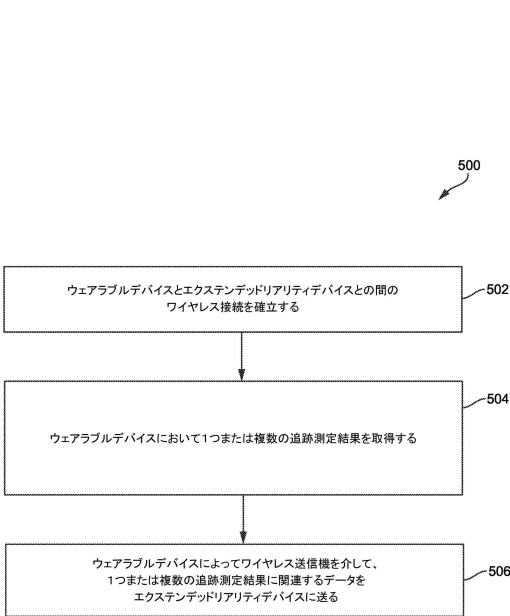 500
ウェアラブルデバイスとエクステンデッドリアリティデバイスとの間の
ワイヤレス接続を確立する
502
ウェアラブルデバイスにおいて1つまたは複数の追跡測定結果を取得する
504
ウェアラブルデバイスによってワイヤレス送信機を介して、
1つまたは複数の追跡測定結果に関連するデータを
エクステンデッドリアリティデバイスに送る
506